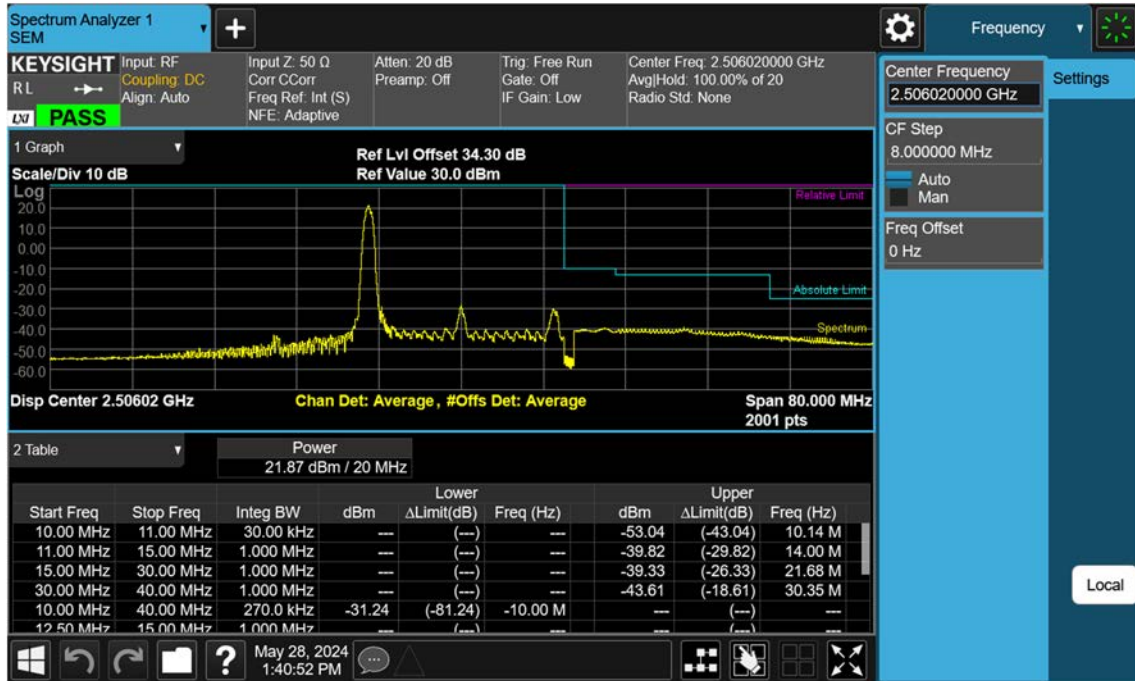 Spectrum Analyzer 1
SEM
Frequency
KEYSIGHT
R L
LXI
PASS
Input: RF
Coupling: DC
Align: Auto
Input Z: 50 Ω
Corr CCorr
Freq Ref: Int (S)
NFE: Adaptive
Atten: 20 dB
Preamp: Off
Trig: Free Run
Gate: Off
IF Gain: Low
Center Freq: 2.506020000 GHz
Avg|Hold: 100.00% of 20
Radio Std: None
Center Frequency
2.506020000 GHz
Settings
CF Step
8.000000 MHz
Auto
Man
Freq Offset
0 Hz
Local
1 Graph
Scale/Div 10 dB
Ref Lvl Offset 34.30 dB
Ref Value 30.0 dBm
Log
20.0
10.0
0.00
-10.0
-20.0
-30.0
-40.0
-50.0
-60.0
Relative Limit
Absolute Limit
Spectrum
Disp Center 2.50602 GHz
Chan Det: Average, #Offs Det: Average
Span 80.000 MHz
2001 pts
2 Table
Power
21.87 dBm / 20 MHz
Lower Upper
Start Freq Stop Freq Integ BW dBm ΔLimit(dB) Freq (Hz) dBm ΔLimit(dB) Freq (Hz)
10.00 MHz 11.00 MHz 30.00 kHz --- (---) --- -53.04 (-43.04) 10.14 M
11.00 MHz 15.00 MHz 1.000 MHz --- (---) --- -39.82 (-29.82) 14.00 M
15.00 MHz 30.00 MHz 1.000 MHz --- (---) --- -39.33 (-26.33) 21.68 M
30.00 MHz 40.00 MHz 1.000 MHz --- (---) --- -43.61 (-18.61) 30.35 M
10.00 MHz 40.00 MHz 270.0 kHz -31.24 (-81.24) -10.00 M --- (---) ---
12.50 MHz 15.00 MHz 1.000 MHz --- (---) --- --- (---) ---
?
May 28, 2024
1:40:52 PM